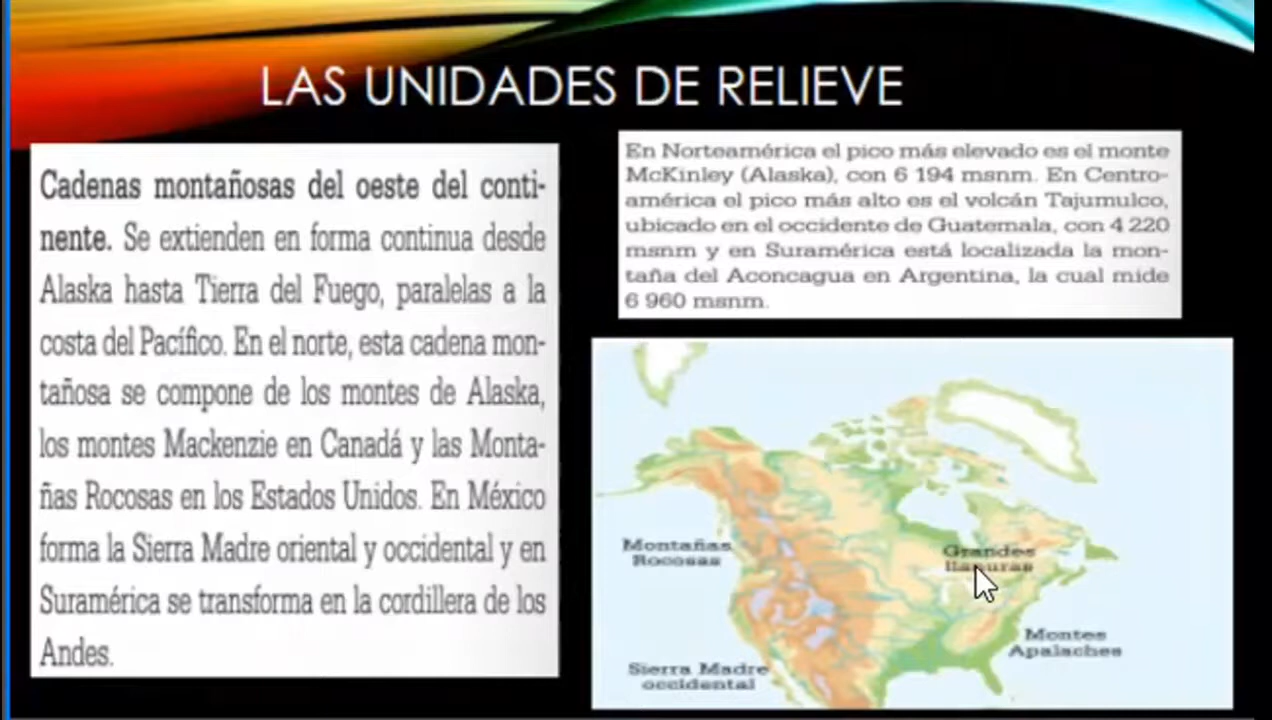 LAS UNIDADES DE RELIEVE
Cadenas montañosas del oeste del conti-
nente. Se extienden en forma continua desde
Alaska hasta Tierra del Fuego, paralelas a la
costa del Pacífico. En el norte, esta cadena mon-
tañosa se compone de los montes de Alaska,
los montes Mackenzie en Canadá y las Monta-
ñas Rocosas en los Estados Unidos. En México
forma la Sierra Madre oriental y occidental y en
Suramérica se transforma en la cordillera de los
Andes.
En Norteamérica el pico más elevado es el monte
McKinley (Alaska), con 6 194 msnm. En Centro-
américa el pico más alto es el volcán Tajumulco,
ubicado en el occidente de Guatemala, con 4 220
msnm y en Suramérica está localizada la mon-
taña del Aconcagua en Argentina, la cual mide
6 960 msnm.
Montañas
Rocosas
Grandes
llanuras
Montes
Apalaches
Sierra Madre
occidental